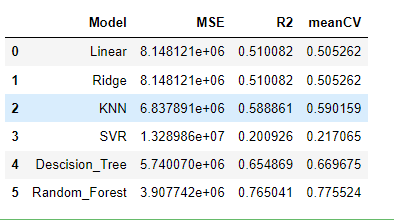 Model MSE R2 meanCV
0 Linear 8.148121e+06 0.510082 0.505262
1 Ridge 8.148121e+06 0.510082 0.505262
2 KNN 6.837891e+06 0.588861 0.590159
3 SVR 1.328986e+07 0.200926 0.217065
4 Descision_Tree 5.740070e+06 0.654869 0.669675
5 Random_Forest 3.907742e+06 0.765041 0.775524